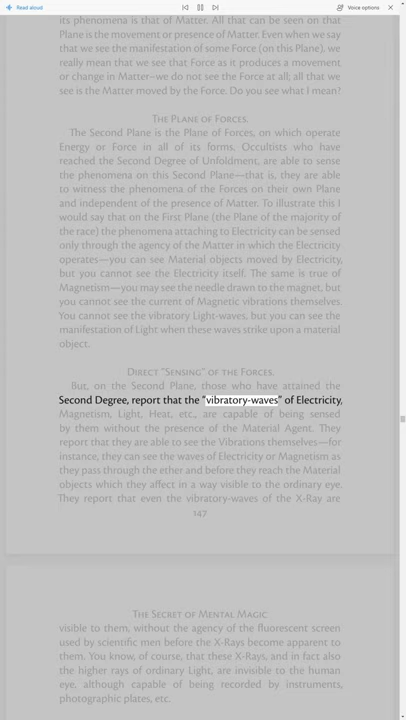 Read aloud
Voice options
its phenomena is that of Matter. All that can be seen on that
Plane is the movement or presence of Matter. Even when we say
that we see the manifestation of some Force (on this Plane), we
really mean that we see that Force as it produces a movement
or change in Matter—we do not see the Force at all; all that we
see is the Matter moved by the Force. Do you see what I mean?
The Plane of Forces.
The Second Plane is the Plane of Forces, on which operate
Energy or Force in all of its forms. Occultists who have
reached the Second Degree of Unfoldment, are able to sense
the phenomena on this Second Plane—that is, they are able
to witness the phenomena of the Forces on their own Plane
and independent of the presence of Matter. To illustrate this I
would say that on the First Plane (the Plane of the majority of
the race) the phenomena attaching to Electricity can be sensed
only through the agency of the Matter in which the Electricity
operates—you can see Material objects moved by Electricity,
but you cannot see the Electricity itself. The same is true of
Magnetism—you may see the needle drawn to the magnet, but
you cannot see the current of Magnetic vibrations themselves.
You cannot see the vibratory Light-waves, but you can see the
manifestation of Light when these waves strike upon a material
object.
Direct "Sensing" of the Forces.
But, on the Second Plane, those who have attained the
Second Degree, report that the "vibratory-waves" of Electricity,
Magnetism, Light, Heat, etc., are capable of being sensed
by them without the presence of the Material Agent. They
report that they are able to see the Vibrations themselves—for
instance, they can see the waves of Electricity or Magnetism as
they pass through the ether and before they reach the Material
objects which they affect in a way visible to the ordinary eye.
They report that even the vibratory-waves of the X-Ray are
147
The Secret of Mental Magic
visible to them, without the agency of the fluorescent screen
used by scientific men before the X-Rays become apparent to
them. You know, of course, that these X-Rays, and in fact also
the higher rays of ordinary Light, are invisible to the human
eye, although capable of being recorded by instruments,
photographic plates, etc.